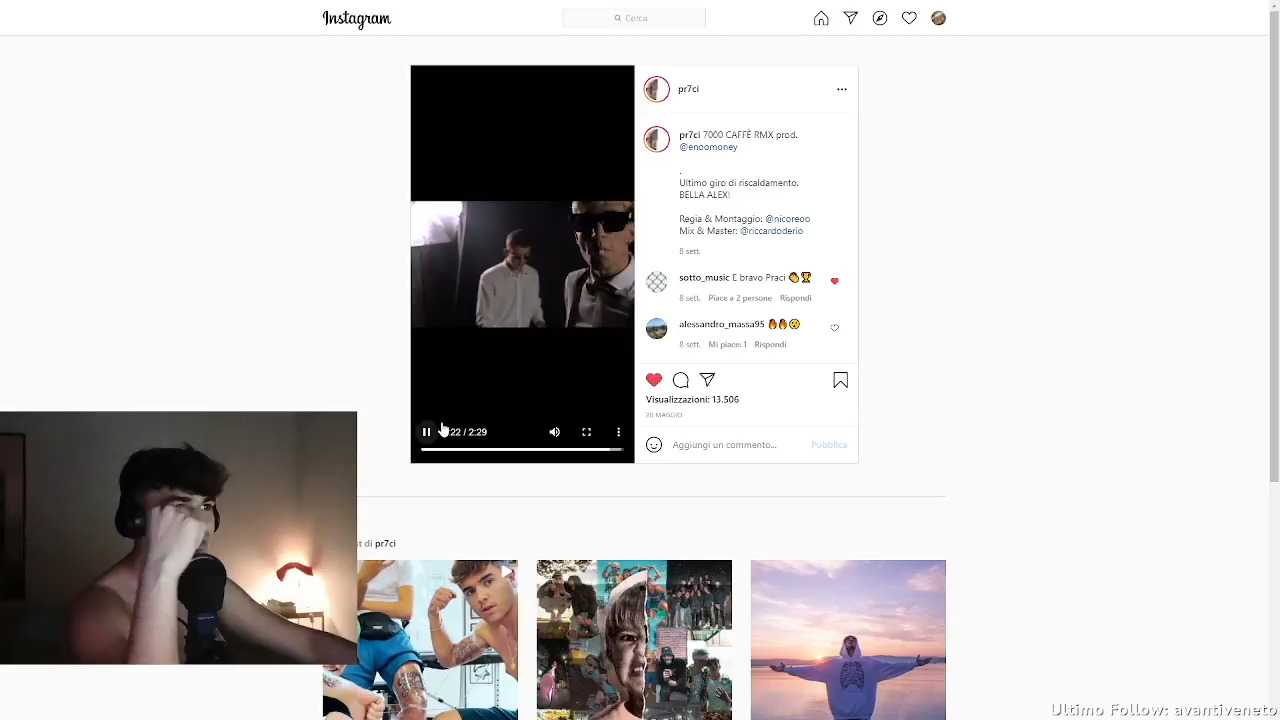 Instagram
Cerca
pr7ci
pr7ci 7000 CAFFÈ RMX prod.
@enoomoney
.
Ultimo giro di riscaldamento.
BELLA ALEX!
Regia & Montaggio: @nicoreoo
Mix & Master: @riccardoderio
8 sett.
sotto_music E bravo Praci 👏🏆
8 sett. Piace a 2 persone Rispondi
alessandro_massa95 🔥🔥😮
8 sett. Mi piace: 1 Rispondi
Visualizzazioni: 13.506
20 MAGGIO
Aggiungi un commento... Pubblica
:22 / 2:29
di pr7ci
Ultimo Follow: avantiveneto